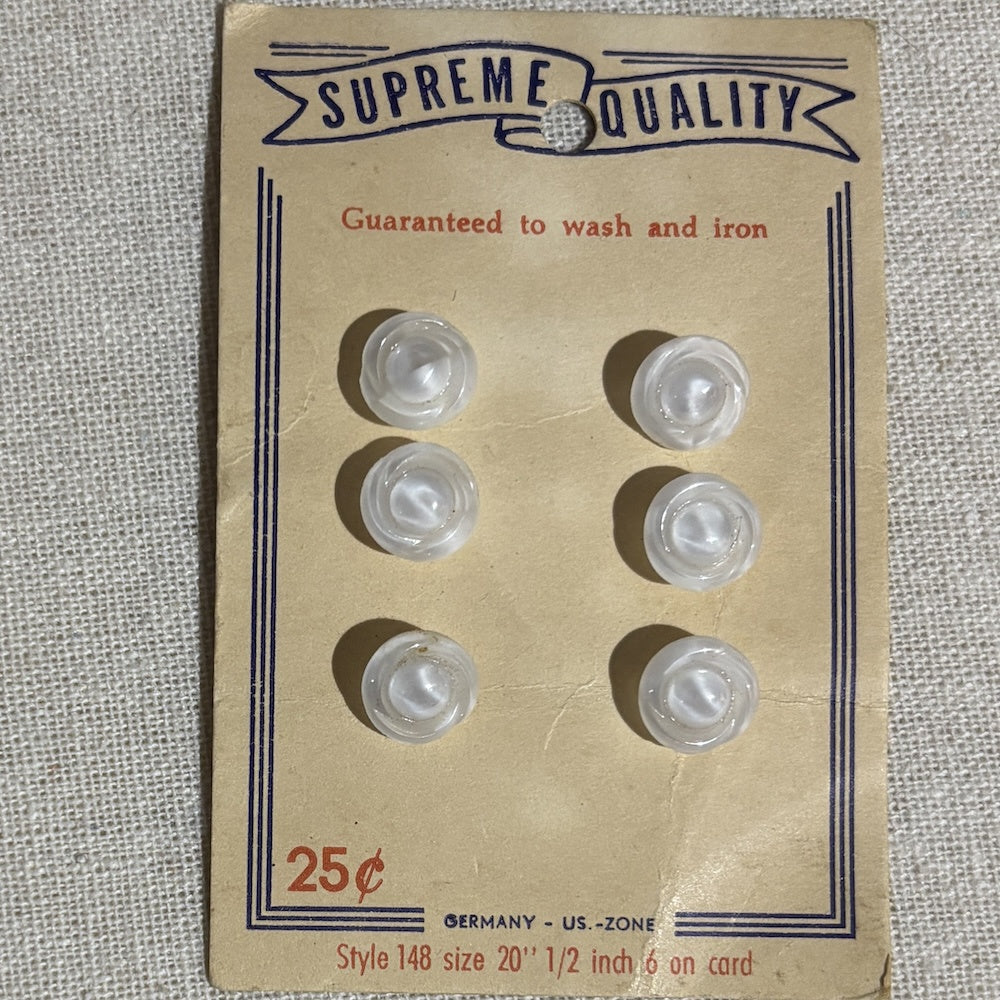 SUPREME QUALITY
Guaranteed to wash and iron
25¢
GERMANY - US.-ZONE
Style 148 size 20" 1/2 inch 6 on card